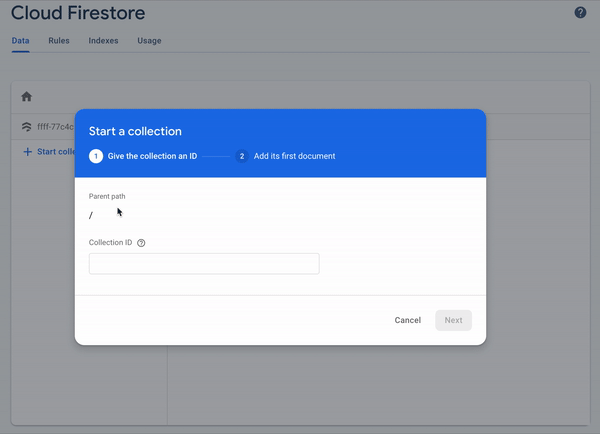 Cloud Firestore
Data Rules Indexes Usage
ffff-77c4c
Start a collection
1 Give the collection an ID 2 Add its first document
+ Start colle
Parent path
/
Collection ID ?
Cancel Next